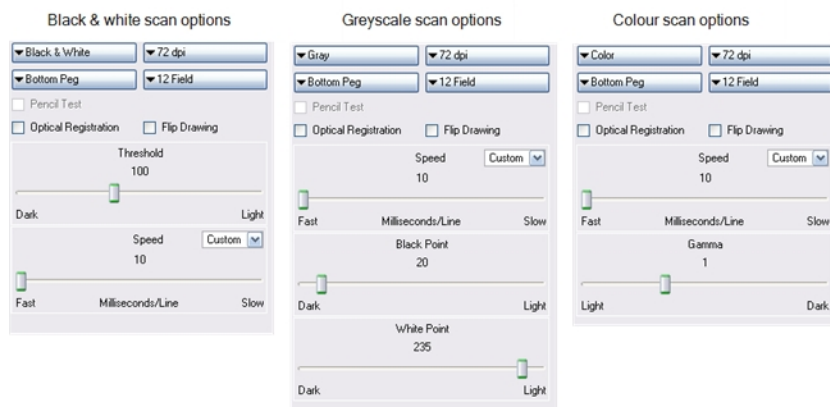 Black & white scan options
Black & White
72 dpi
Bottom Peg
12 Field
Pencil Test
Optical Registration
Flip Drawing
Threshold
100
Dark
Light
Speed
Custom
10
Fast
Milliseconds/Line
Slow
Greyscale scan options
Gray
72 dpi
Bottom Peg
12 Field
Pencil Test
Optical Registration
Flip Drawing
Speed
Custom
10
Fast
Milliseconds/Line
Slow
Black Point
20
Dark
Light
White Point
235
Dark
Light
Colour scan options
Color
72 dpi
Bottom Peg
12 Field
Pencil Test
Optical Registration
Flip Drawing
Speed
Custom
10
Fast
Milliseconds/Line
Slow
Gamma
1
Light
Dark